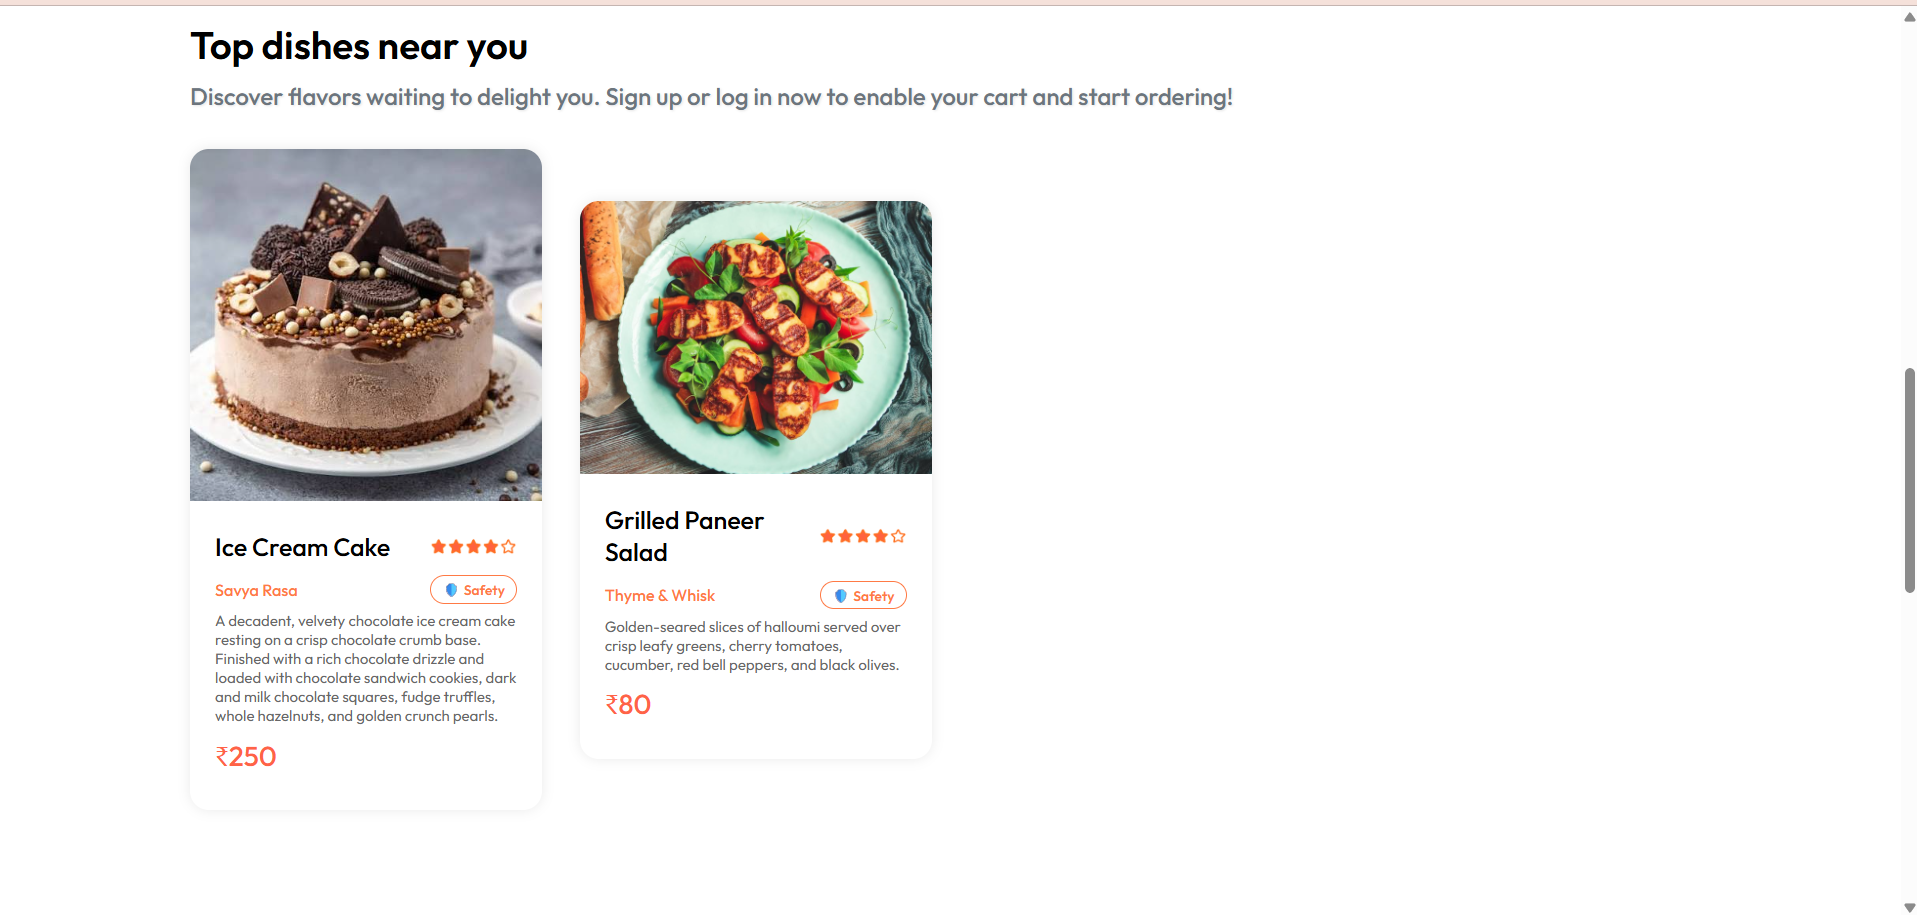 Top dishes near you
Discover flavors waiting to delight you. Sign up or log in now to enable your cart and start ordering!
Ice Cream Cake
Savya Rasa
Safety
A decadent, velvety chocolate ice cream cake
resting on a crisp chocolate crumb base.
Finished with a rich chocolate drizzle and
loaded with chocolate sandwich cookies, dark
and milk chocolate squares, fudge truffles,
whole hazelnuts, and golden crunch pearls.
₹250
Grilled Paneer
Salad
Thyme & Whisk
Safety
Golden-seared slices of halloumi served over
crisp leafy greens, cherry tomatoes,
cucumber, red bell peppers, and black olives.
₹80